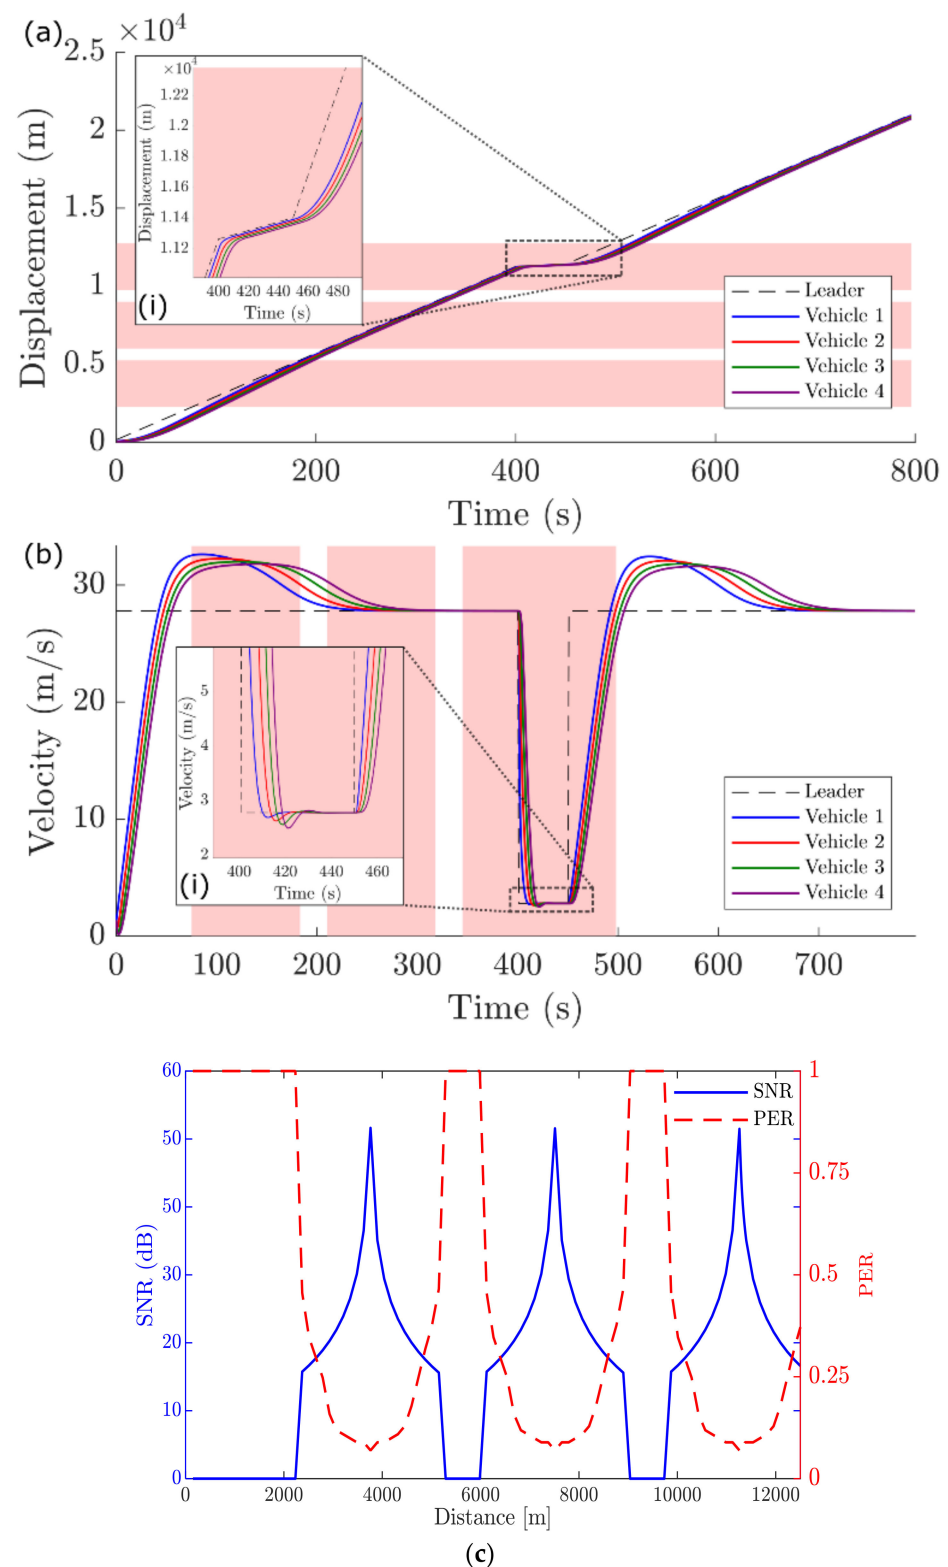 (a)
×10⁴
2.5
2
1.5
1
0.5
0
Displacement (m)
0 200 400 600 800
Time (s)
×10⁴
1.22
1.2
1.18
1.16
1.14
1.12
Displacement (m)
400 420 440 460 480
Time (s)
(i)
Leader
Vehicle 1
Vehicle 2
Vehicle 3
Vehicle 4
(b)
30
20
10
0
Velocity (m/s)
0 100 200 300 400 500 600 700
Time (s)
5
4
3
2
Velocity (m/s)
400 420 440 460
Time (s)
(i)
Leader
Vehicle 1
Vehicle 2
Vehicle 3
Vehicle 4
60
50
50
30
20
10
0
SNR (dB)
1
0.75
0.5
0.25
0
PER
SNR
PER
0 2000 4000 6000 8000 10000 12000
Distance [m]
(c)